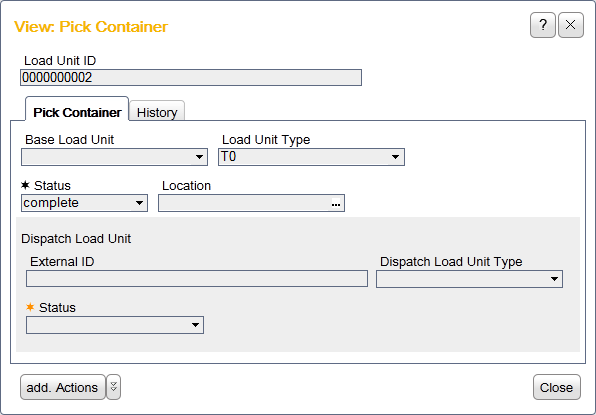 View: Pick Container
?
Load Unit ID
0000000002
Pick Container History
Base Load Unit Load Unit Type
T0
✶ Status Location
complete ...
Dispatch Load Unit
External ID Dispatch Load Unit Type
✶ Status
add. Actions Close